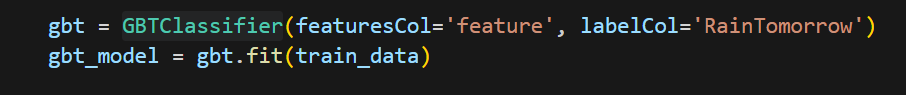 gbt = GBTClassifier(featuresCol='feature', labelCol='RainTomorrow')
gbt_model = gbt.fit(train_data)